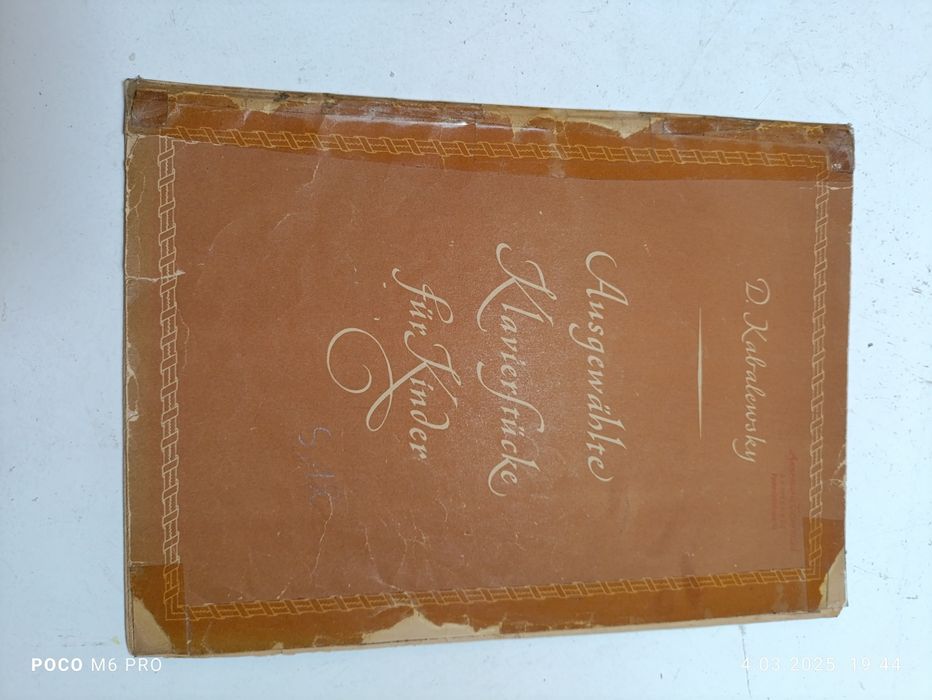 D. Kabalewsky
Ausgewählte
Klavierstücke
für Kinder
POCO M6 PRO
4.03.2025 19:44